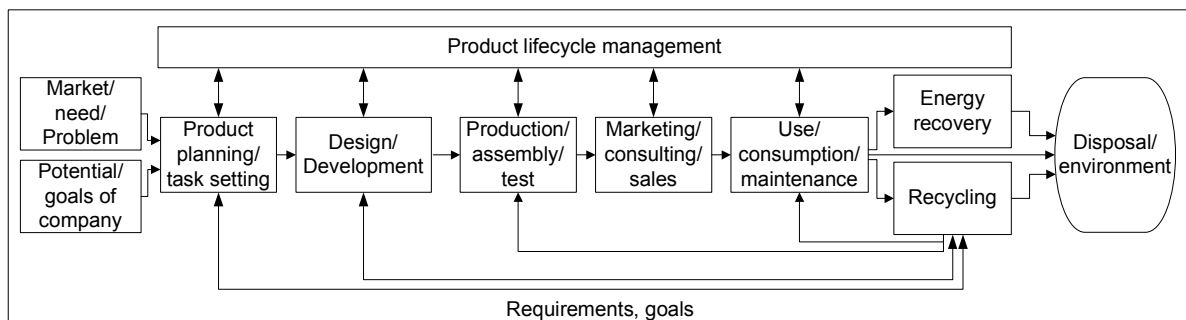 Product lifecycle management
Market/
need/
Problem
Potential/
goals of
company
Product
planning/
task setting
Design/
Development
Production/
assembly/
test
Marketing/
consulting/
sales
Use/
consumption/
maintenance
Energy
recovery
Recycling
Disposal/
environment
Requirements, goals